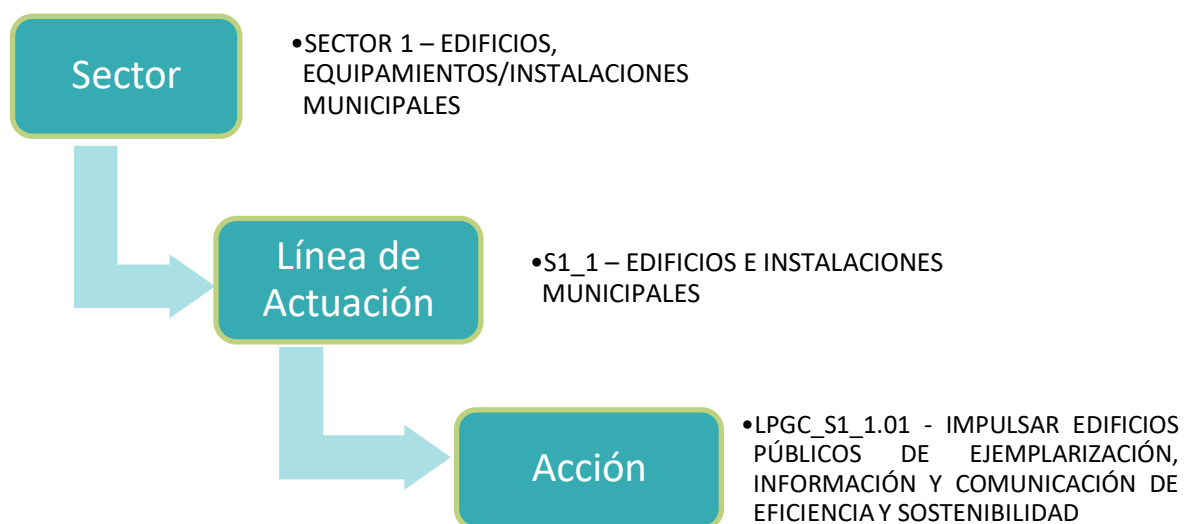 Sector
•SECTOR 1 – EDIFICIOS,
EQUIPAMIENTOS/INSTALACIONES
MUNICIPALES
Línea de
Actuación
•S1_1 – EDIFICIOS E INSTALACIONES
MUNICIPALES
Acción
•LPGC_S1_1.01 - IMPULSAR EDIFICIOS
PÚBLICOS DE EJEMPLARIZACIÓN,
INFORMACIÓN Y COMUNICACIÓN DE
EFICIENCIA Y SOSTENIBILIDAD